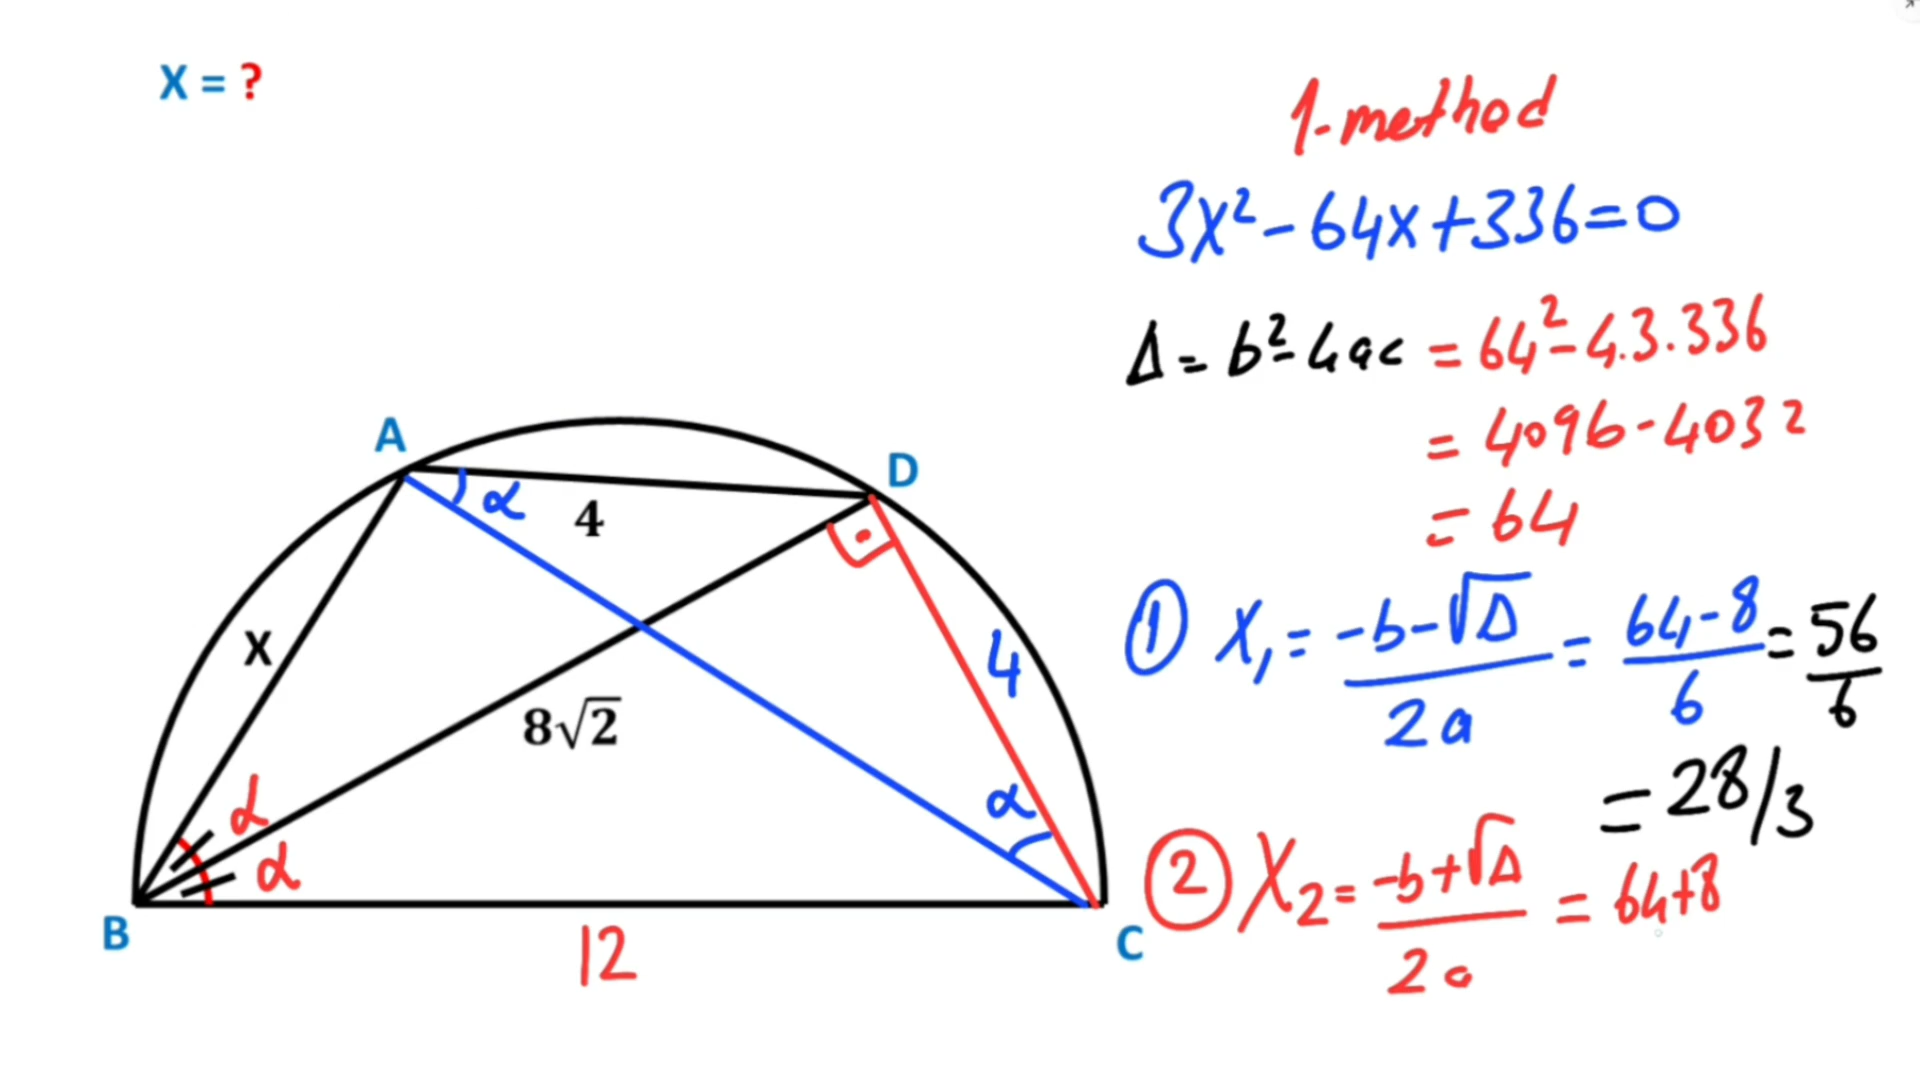 X = ?
1-method
3x² - 64x + 336 = 0
Δ = b² - 4ac = 64² - 4.3.336
= 4096 - 4032
= 64
① X₁ = (-b - √Δ)/2a = (64 - 8)/6 = 56/6
= 28/3
② X₂ = (-b + √Δ)/2a = 64+8
A
D
α
4
X
4
8√2
α
α
α
B
C
12